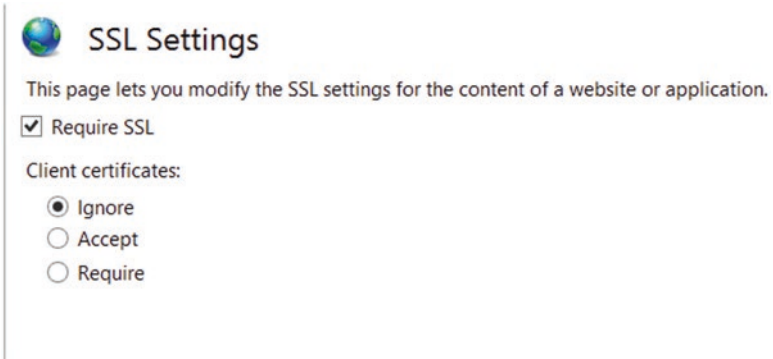 SSL Settings
This page lets you modify the SSL settings for the content of a website or application.
Require SSL
Client certificates:
Ignore
Accept
Require